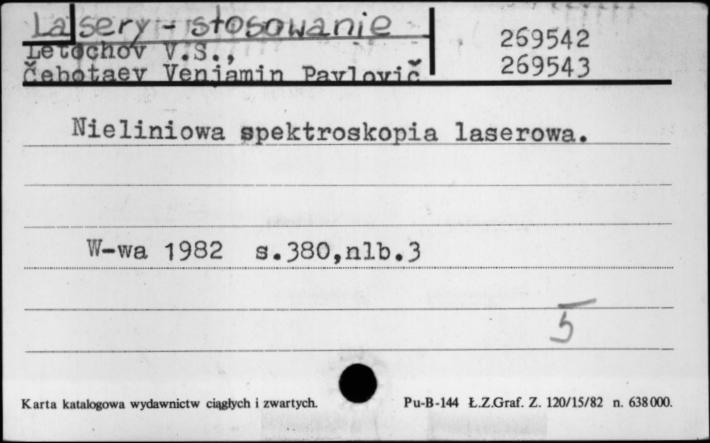 Lasery - stosowanie
Letochov V.S.,
Čebotaev Venjamin Pavlovič
269542
269543
Nieliniowa spektroskopia laserowa.
W-wa 1982 s.380,nlb.3
5
Karta katalogowa wydawnictw ciągłych i zwartych.
Pu-B-144 Ł.Z.Graf. Z. 120/15/82 n. 638000.